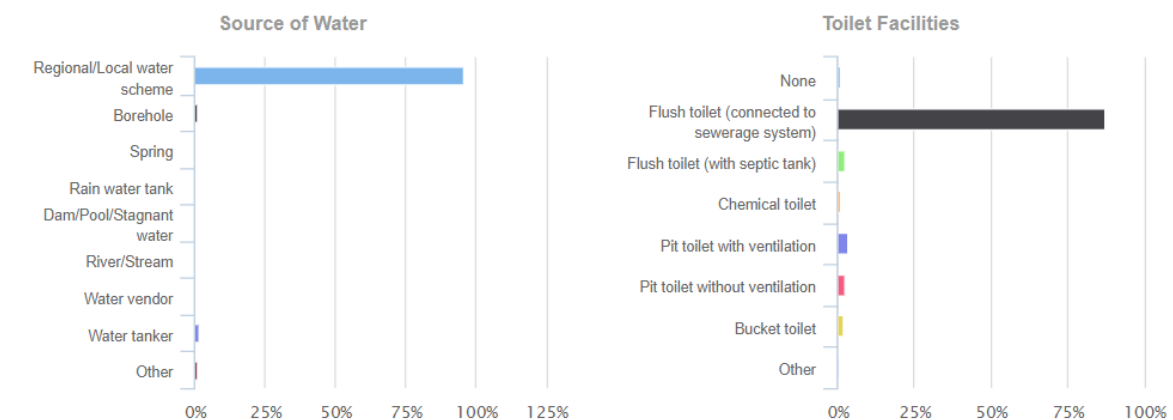 Source of Water
Regional/Local water
scheme
Borehole
Spring
Rain water tank
Dam/Pool/Stagnant
water
River/Stream
Water vendor
Water tanker
Other
0% 25% 50% 75% 100% 125%
Toilet Facilities
None
Flush toilet (connected to
sewerage system)
Flush toilet (with septic tank)
Chemical toilet
Pit toilet with ventilation
Pit toilet without ventilation
Bucket toilet
Other
0% 25% 50% 75% 100%